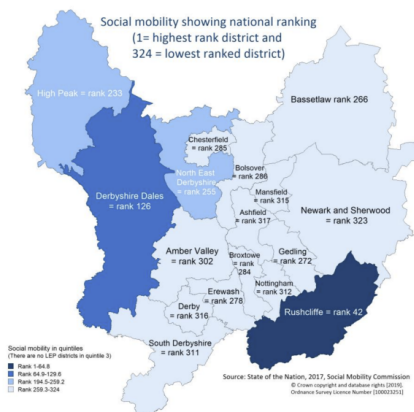 Social mobility showing national ranking
(1= highest rank district and
324 = lowest ranked district)
High Peak = rank 233
Bassetlaw rank 266
Chesterfield
= rank 285
North East
Derbyshire
= rank 255
Bolsover
= rank 286
Derbyshire Dales
= rank 126
Mansfield
= rank 315
Newark and Sherwood
= rank 323
Ashfield
= rank 317
Amber Valley
= rank 302
Broxtowe
= rank
284
Gedling
= rank 272
Erewash
= rank 278
Nottingham
= rank 312
Derby
= rank 316
Rushcliffe = rank 42
South Derbyshire
= rank 311
Social mobility in quintiles
(There are no LEP districts in quintile 3)
Rank 1-64.8
Rank 64.9-129.6
Rank 194.5-259.2
Rank 259.3-324
Source: State of the Nation, 2017, Social Mobility Commission
© Crown copyright and database rights [2019].
Ordnance Survey Licence Number [100023251]